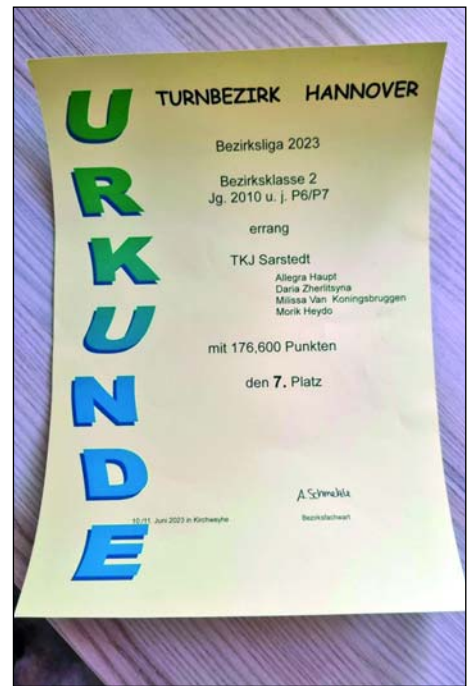 URKUNDE
TURNBEZIRK HANNOVER
Bezirksliga 2023
Bezirksklasse 2
Jg. 2010 u. j. P6/P7
errang
TKJ Sarstedt
Allegra Haupt
Daria Zherlitsyna
Milissa Van Koningsbruggen
Morik Heydo
mit 176,600 Punkten
den 7. Platz
10./11. Juni 2023 in Kirchweyhe
Bezirksfachwart